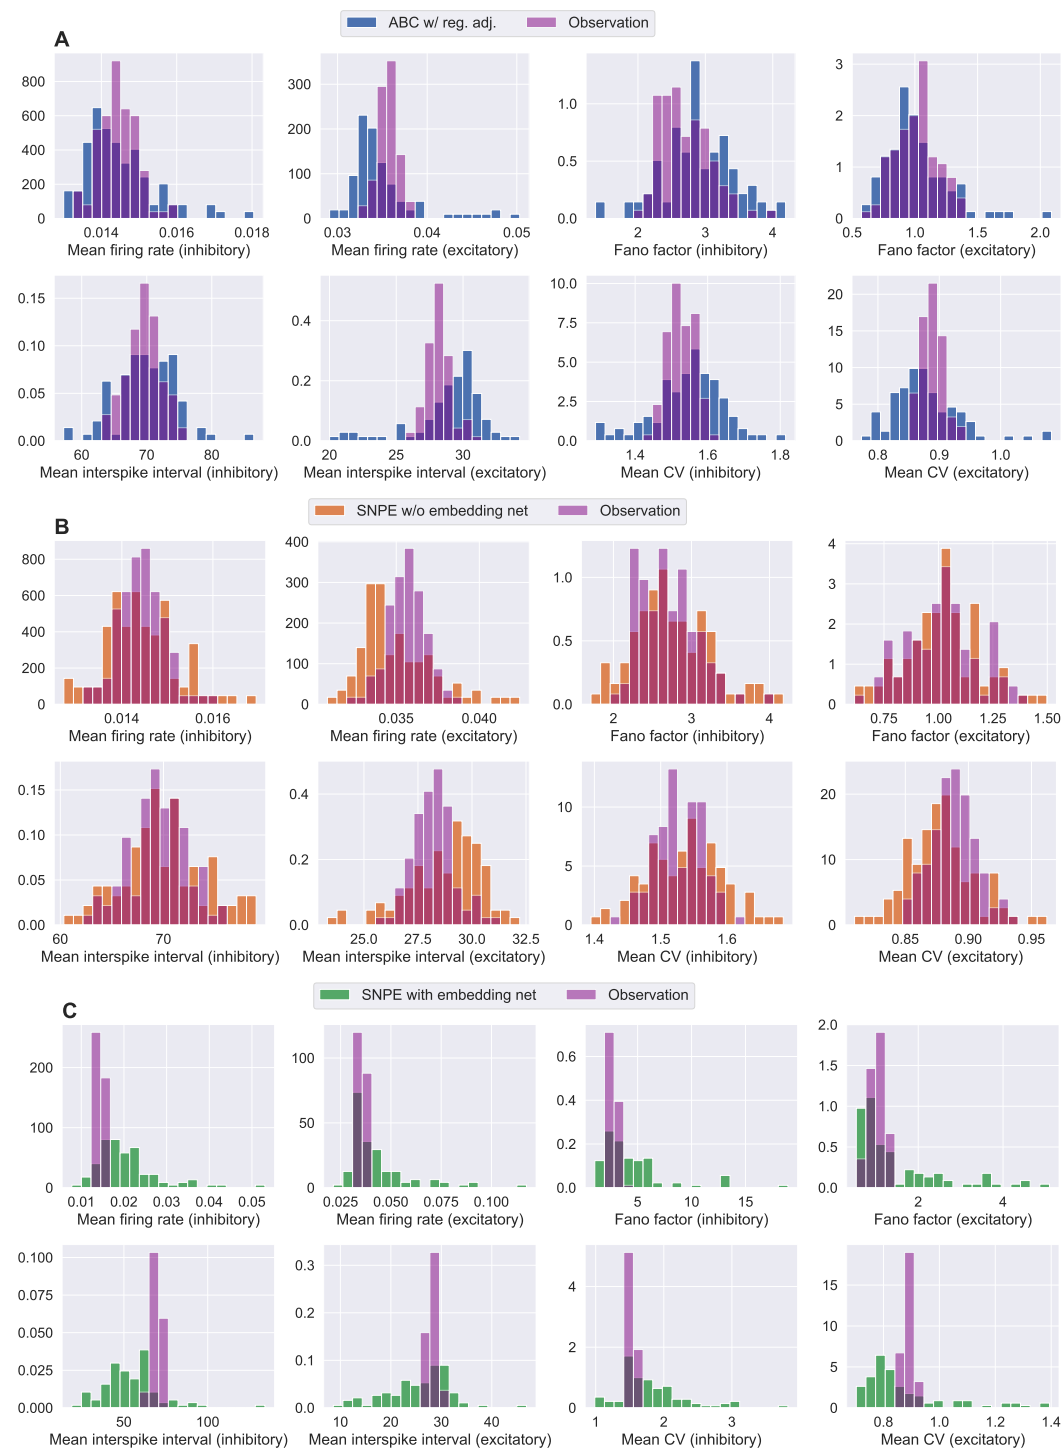 ABC w/ reg. adj. Observation
A
800 600 400 200 0
0.014 0.016 0.018
Mean firing rate (inhibitory)
300 200 100 0
0.03 0.04 0.05
Mean firing rate (excitatory)
1.0 0.5 0.0
2 3 4
Fano factor (inhibitory)
3 2 1 0
0.5 1.0 1.5 2.0
Fano factor (excitatory)
0.15 0.10 0.05 0.00
60 70 80
Mean interspike interval (inhibitory)
0.4 0.2 0.0
20 25 30
Mean interspike interval (excitatory)
10.0 7.5 5.0 2.5 0.0
1.4 1.6 1.8
Mean CV (inhibitory)
20 15 10 5 0
0.8 0.9 1.0
Mean CV (excitatory)
SNPE w/o embedding net Observation
B
800 600 400 200 0
0.014 0.016
Mean firing rate (inhibitory)
400 300 200 100 0
0.035 0.040
Mean firing rate (excitatory)
1.0 0.5 0.0
2 3 4
Fano factor (inhibitory)
4 3 2 1 0
0.75 1.00 1.25 1.50
Fano factor (excitatory)
0.15 0.10 0.05 0.00
60 70
Mean interspike interval (inhibitory)
0.4 0.2 0.0
25.0 27.5 30.0 32.5
Mean interspike interval (excitatory)
10 5 0
1.4 1.5 1.6
Mean CV (inhibitory)
20 10 0
0.85 0.90 0.95
Mean CV (excitatory)
SNPE with embedding net Observation
C
200 100 0
0.01 0.02 0.03 0.04 0.05
Mean firing rate (inhibitory)
100 50 0
0.025 0.050 0.075 0.100
Mean firing rate (excitatory)
0.6 0.4 0.2 0.0
5 10 15
Fano factor (inhibitory)
2.0 1.5 1.0 0.5 0.0
2 4
Fano factor (excitatory)
0.100 0.075 0.050 0.025 0.000
50 100
Mean interspike interval (inhibitory)
0.3 0.2 0.1 0.0
10 20 30 40
Mean interspike interval (excitatory)
4 2 0
1 2 3
Mean CV (inhibitory)
15 10 5 0
0.8 1.0 1.2 1.4
Mean CV (excitatory)